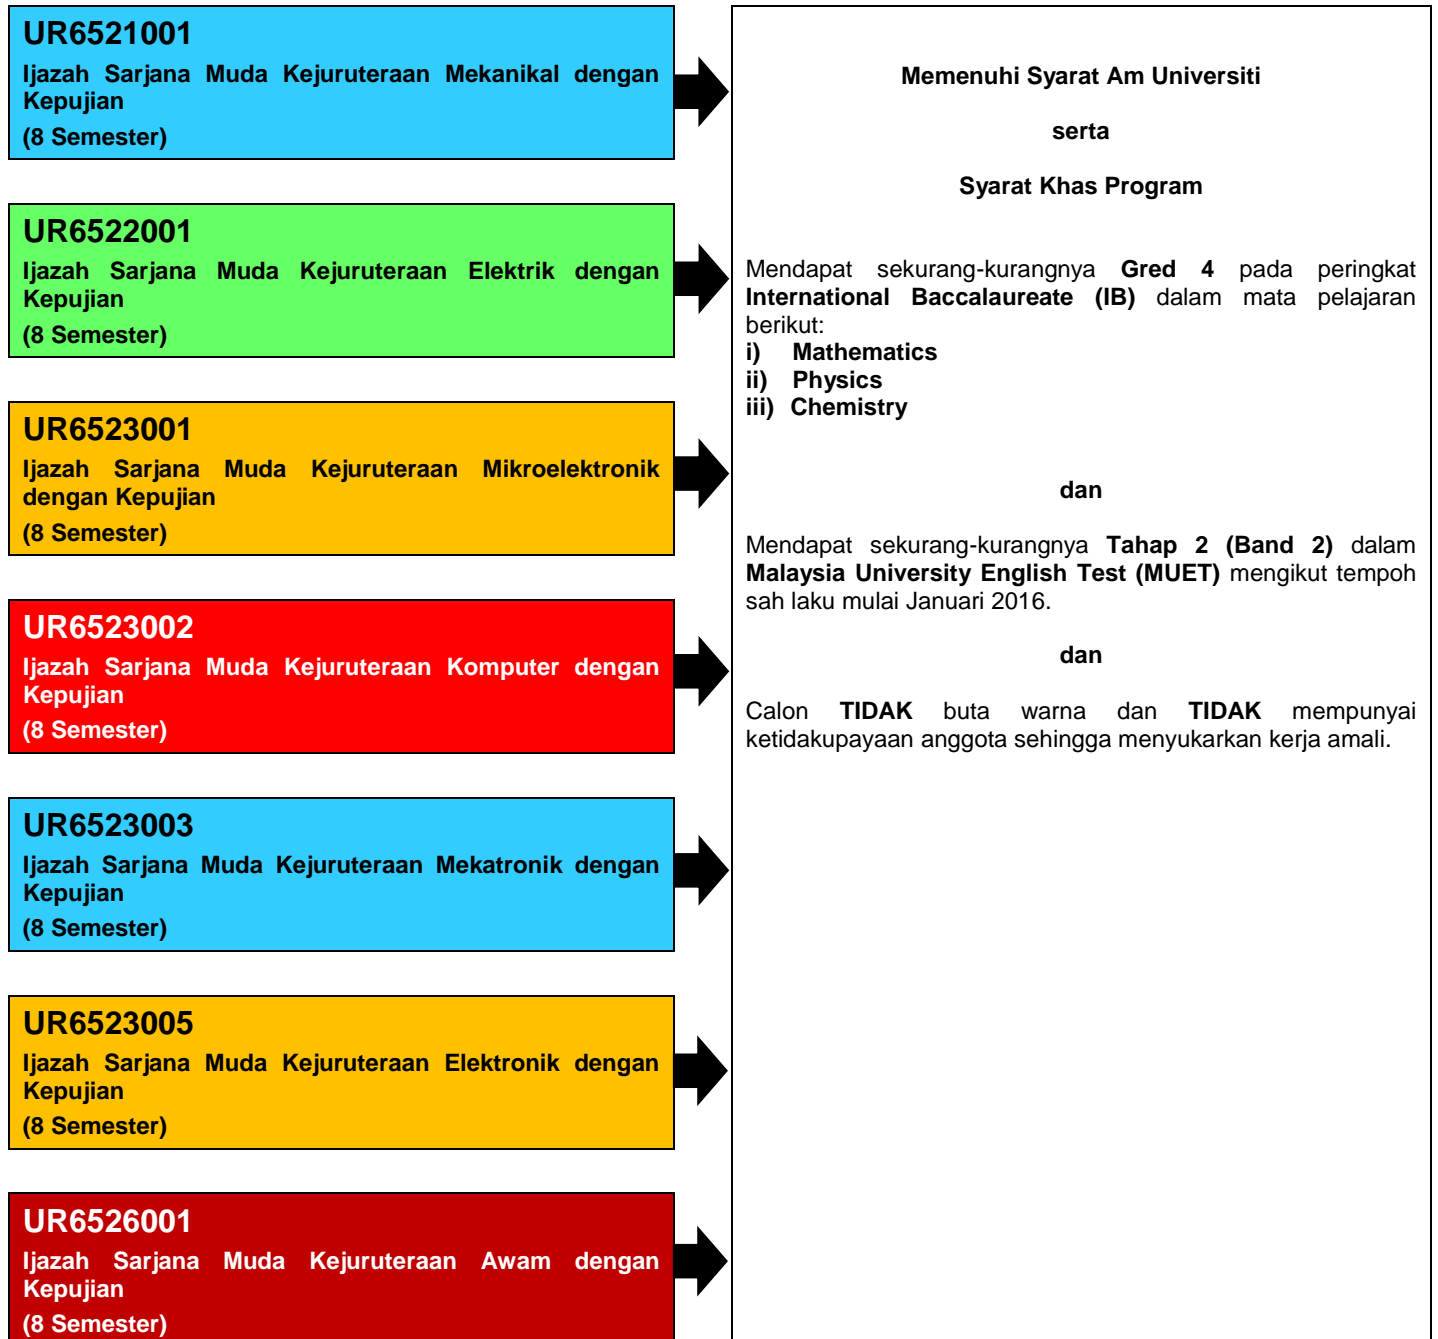 UR6521001
Ijazah Sarjana Muda Kejuruteraan Mekanikal dengan
Kepujian
(8 Semester)
UR6522001
Ijazah Sarjana Muda Kejuruteraan Elektrik dengan
Kepujian
(8 Semester)
UR6523001
Ijazah Sarjana Muda Kejuruteraan Mikroelektronik
dengan Kepujian
(8 Semester)
UR6523002
Ijazah Sarjana Muda Kejuruteraan Komputer dengan
Kepujian
(8 Semester)
UR6523003
Ijazah Sarjana Muda Kejuruteraan Mekatronik dengan
Kepujian
(8 Semester)
UR6523005
Ijazah Sarjana Muda Kejuruteraan Elektronik dengan
Kepujian
(8 Semester)
UR6526001
Ijazah Sarjana Muda Kejuruteraan Awam dengan
Kepujian
(8 Semester)
Memenuhi Syarat Am Universiti
serta
Syarat Khas Program
Mendapat sekurang-kurangnya Gred 4 pada peringkat
International Baccalaureate (IB) dalam mata pelajaran
berikut:
i) Mathematics
ii) Physics
iii) Chemistry
dan
Mendapat sekurang-kurangnya Tahap 2 (Band 2) dalam
Malaysia University English Test (MUET) mengikut tempoh
sah laku mulai Januari 2016.
dan
Calon TIDAK buta warna dan TIDAK mempunyai
ketidakupayaan anggota sehingga menyukarkan kerja amali.